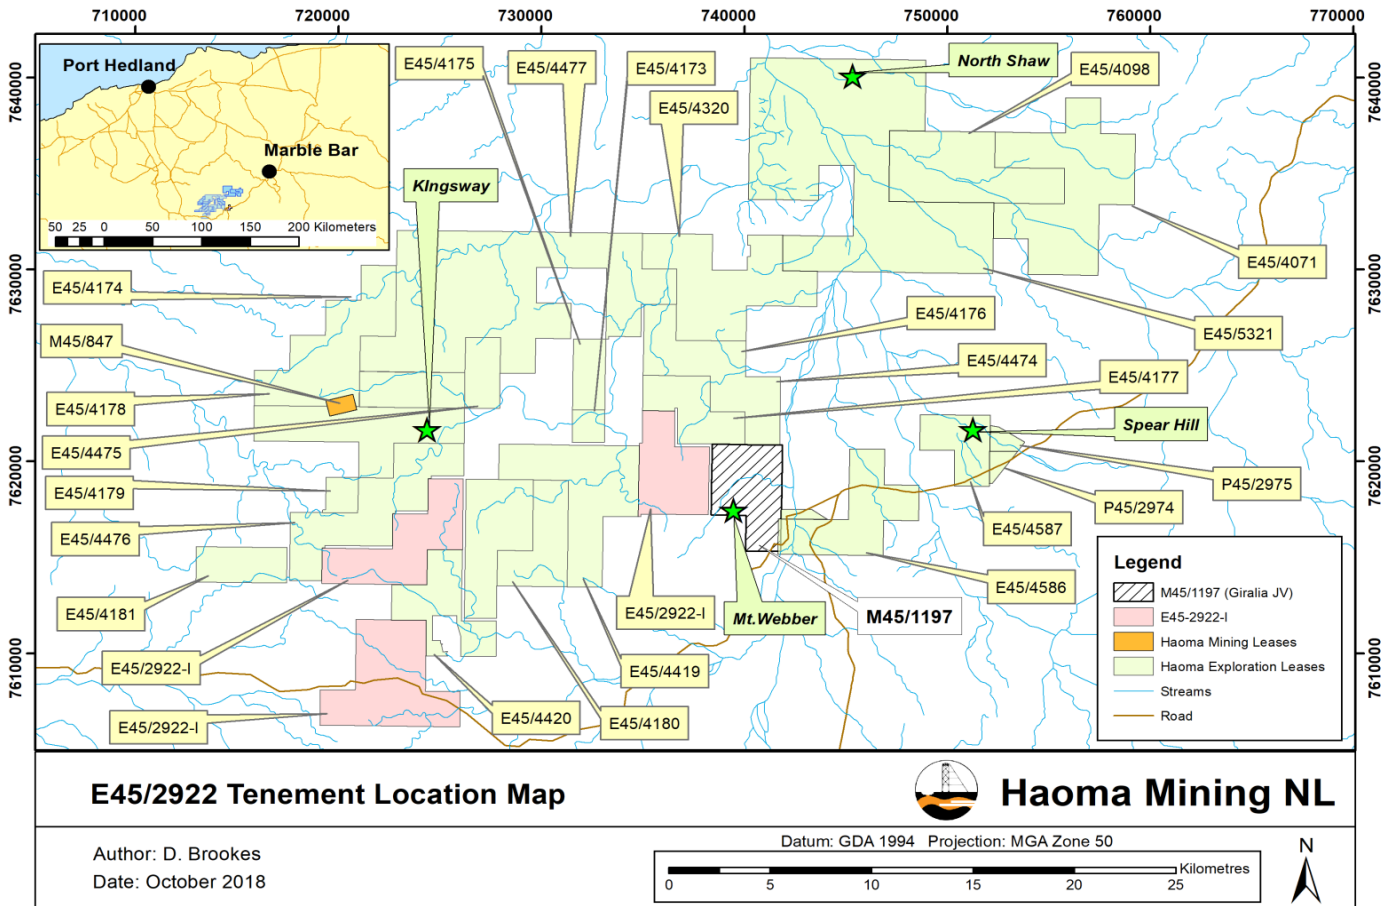 710000 720000 730000 740000 750000 760000 770000
7640000
7630000
7620000
7610000
7640000
7630000
7620000
7610000
Port Hedland
Marble Bar
50 25 0 50 100 150 200 Kilometers
E45/4175
E45/4477
E45/4173
E45/4320
North Shaw
E45/4098
KIngsway
E45/4071
E45/4174
E45/5321
M45/847
E45/4176
E45/4474
E45/4177
E45/4178
E45/4475
Spear Hill
E45/4179
P45/2975
P45/2974
E45/4476
E45/4587
E45/4586
E45/4181
E45/2922-I
Mt.Webber
M45/1197
E45/2922-I
E45/4419
E45/2922-I
E45/4420
E45/4180
Legend
M45/1197 (Giralia JV)
E45-2922-I
Haoma Mining Leases
Haoma Exploration Leases
Streams
Road
E45/2922 Tenement Location Map
Haoma Mining NL
Author: D. Brookes
Date: October 2018
Datum: GDA 1994 Projection: MGA Zone 50
Kilometres
0 5 10 15 20 25
N